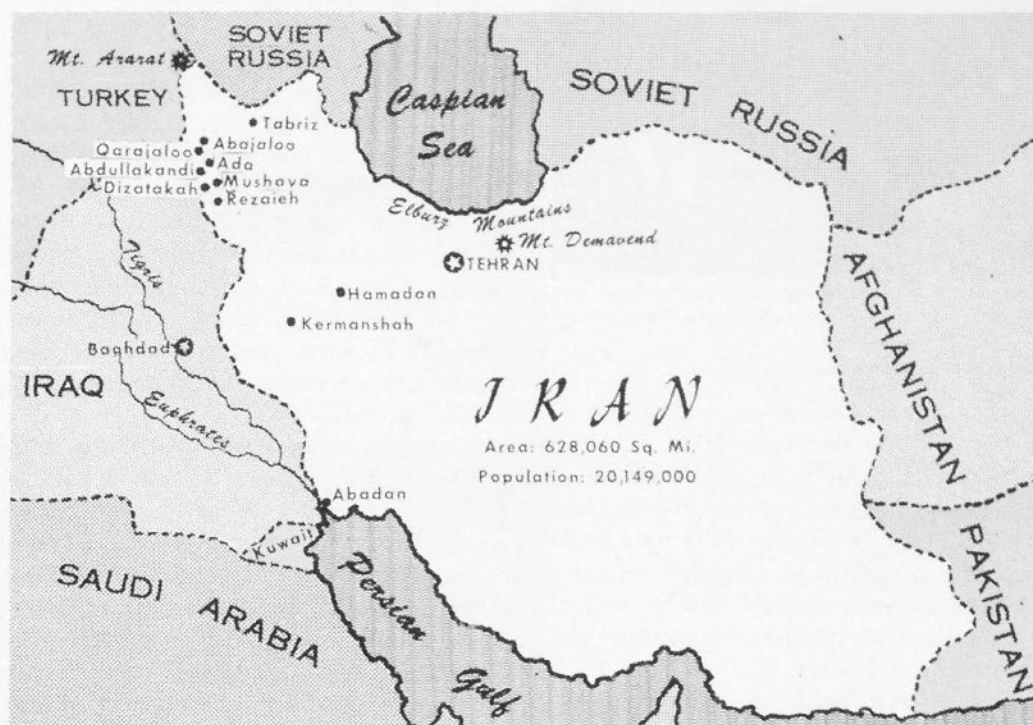 SOVIET
RUSSIA
Mt. Ararat
TURKEY
Caspian
Sea
SOVIET RUSSIA
Tabriz
Abajaloo
Qarajaloo
Ada
Abdullakandi
Mushava
Dizatakah
Rezaieh
Elburz Mountains
Mt. Demavend
TEHRAN
Tigris
Hamadan
Kermanshah
Baghdad
IRAQ
Euphrates
IRAN
Area: 628,060 Sq. Mi.
Population: 20,149,000
AFGHANISTAN
Abadan
Kuwait
PAKISTAN
SAUDI ARABIA
Persian
Gulf